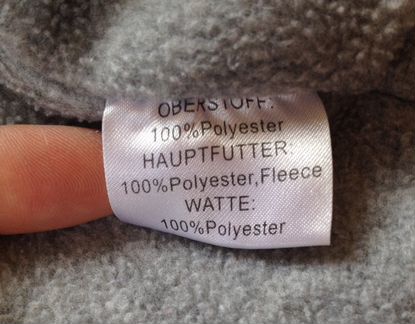 OBERSTOFF:
100%Polyester
HAUPTFUTTER:
100%Polyester,Fleece
WATTE:
100%Polyester